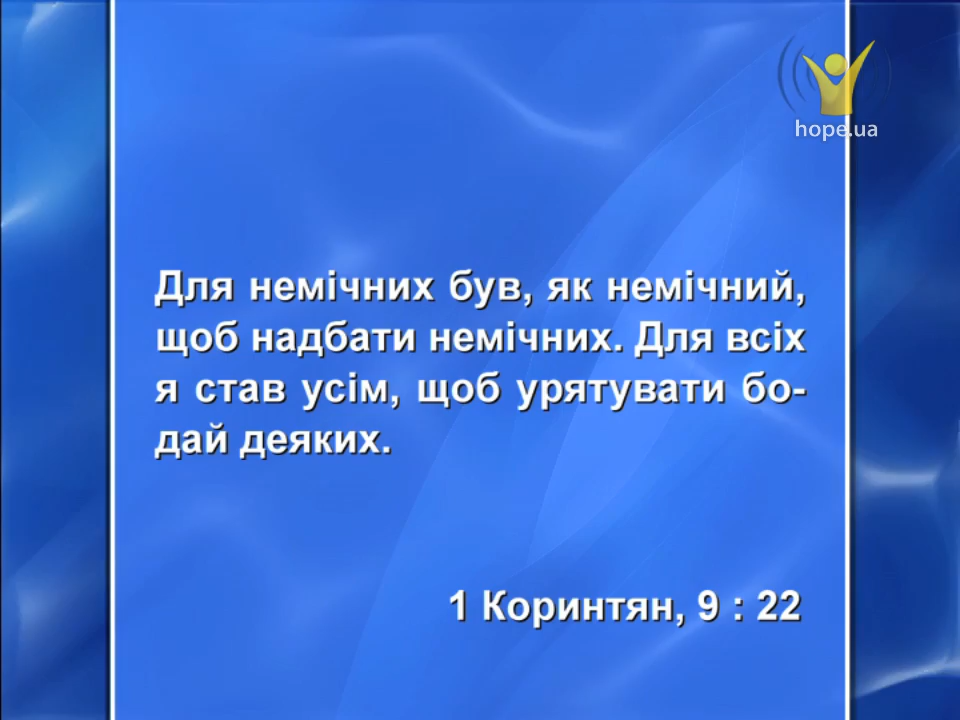 hope.ua
Для немічних був, як немічний,
щоб надбати немічних. Для всіх
я став усім, щоб урятувати бо-
дай деяких.
1 Коринтян, 9 : 22